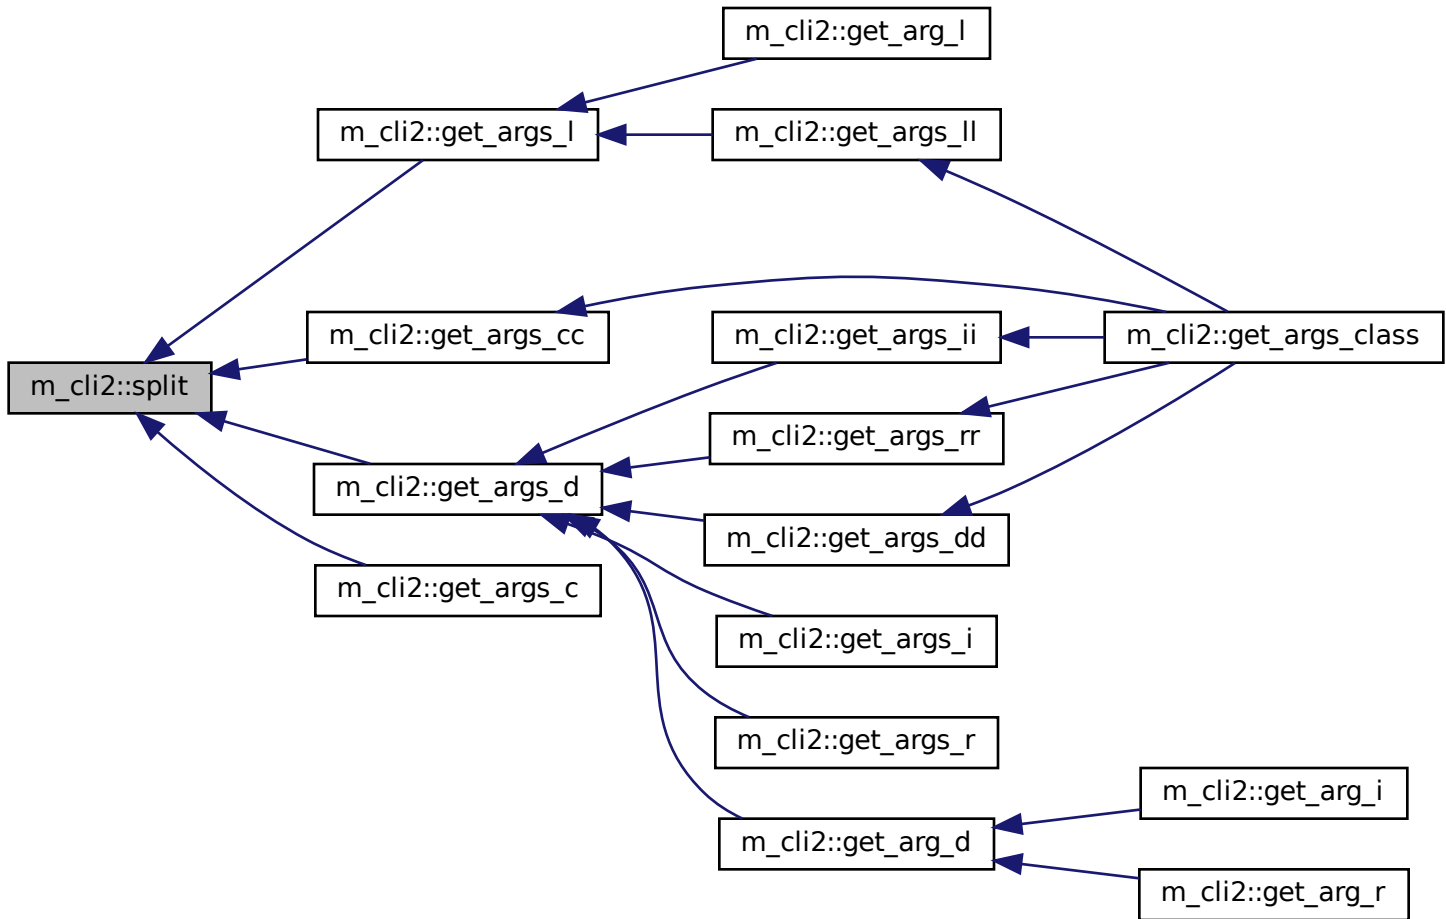 m_cli2::get_arg_l
m_cli2::get_args_l
m_cli2::get_args_ll
m_cli2::get_args_cc
m_cli2::get_args_ii
m_cli2::get_args_class
m_cli2::split
m_cli2::get_args_rr
m_cli2::get_args_d
m_cli2::get_args_dd
m_cli2::get_args_c
m_cli2::get_args_i
m_cli2::get_args_r
m_cli2::get_arg_i
m_cli2::get_arg_d
m_cli2::get_arg_r